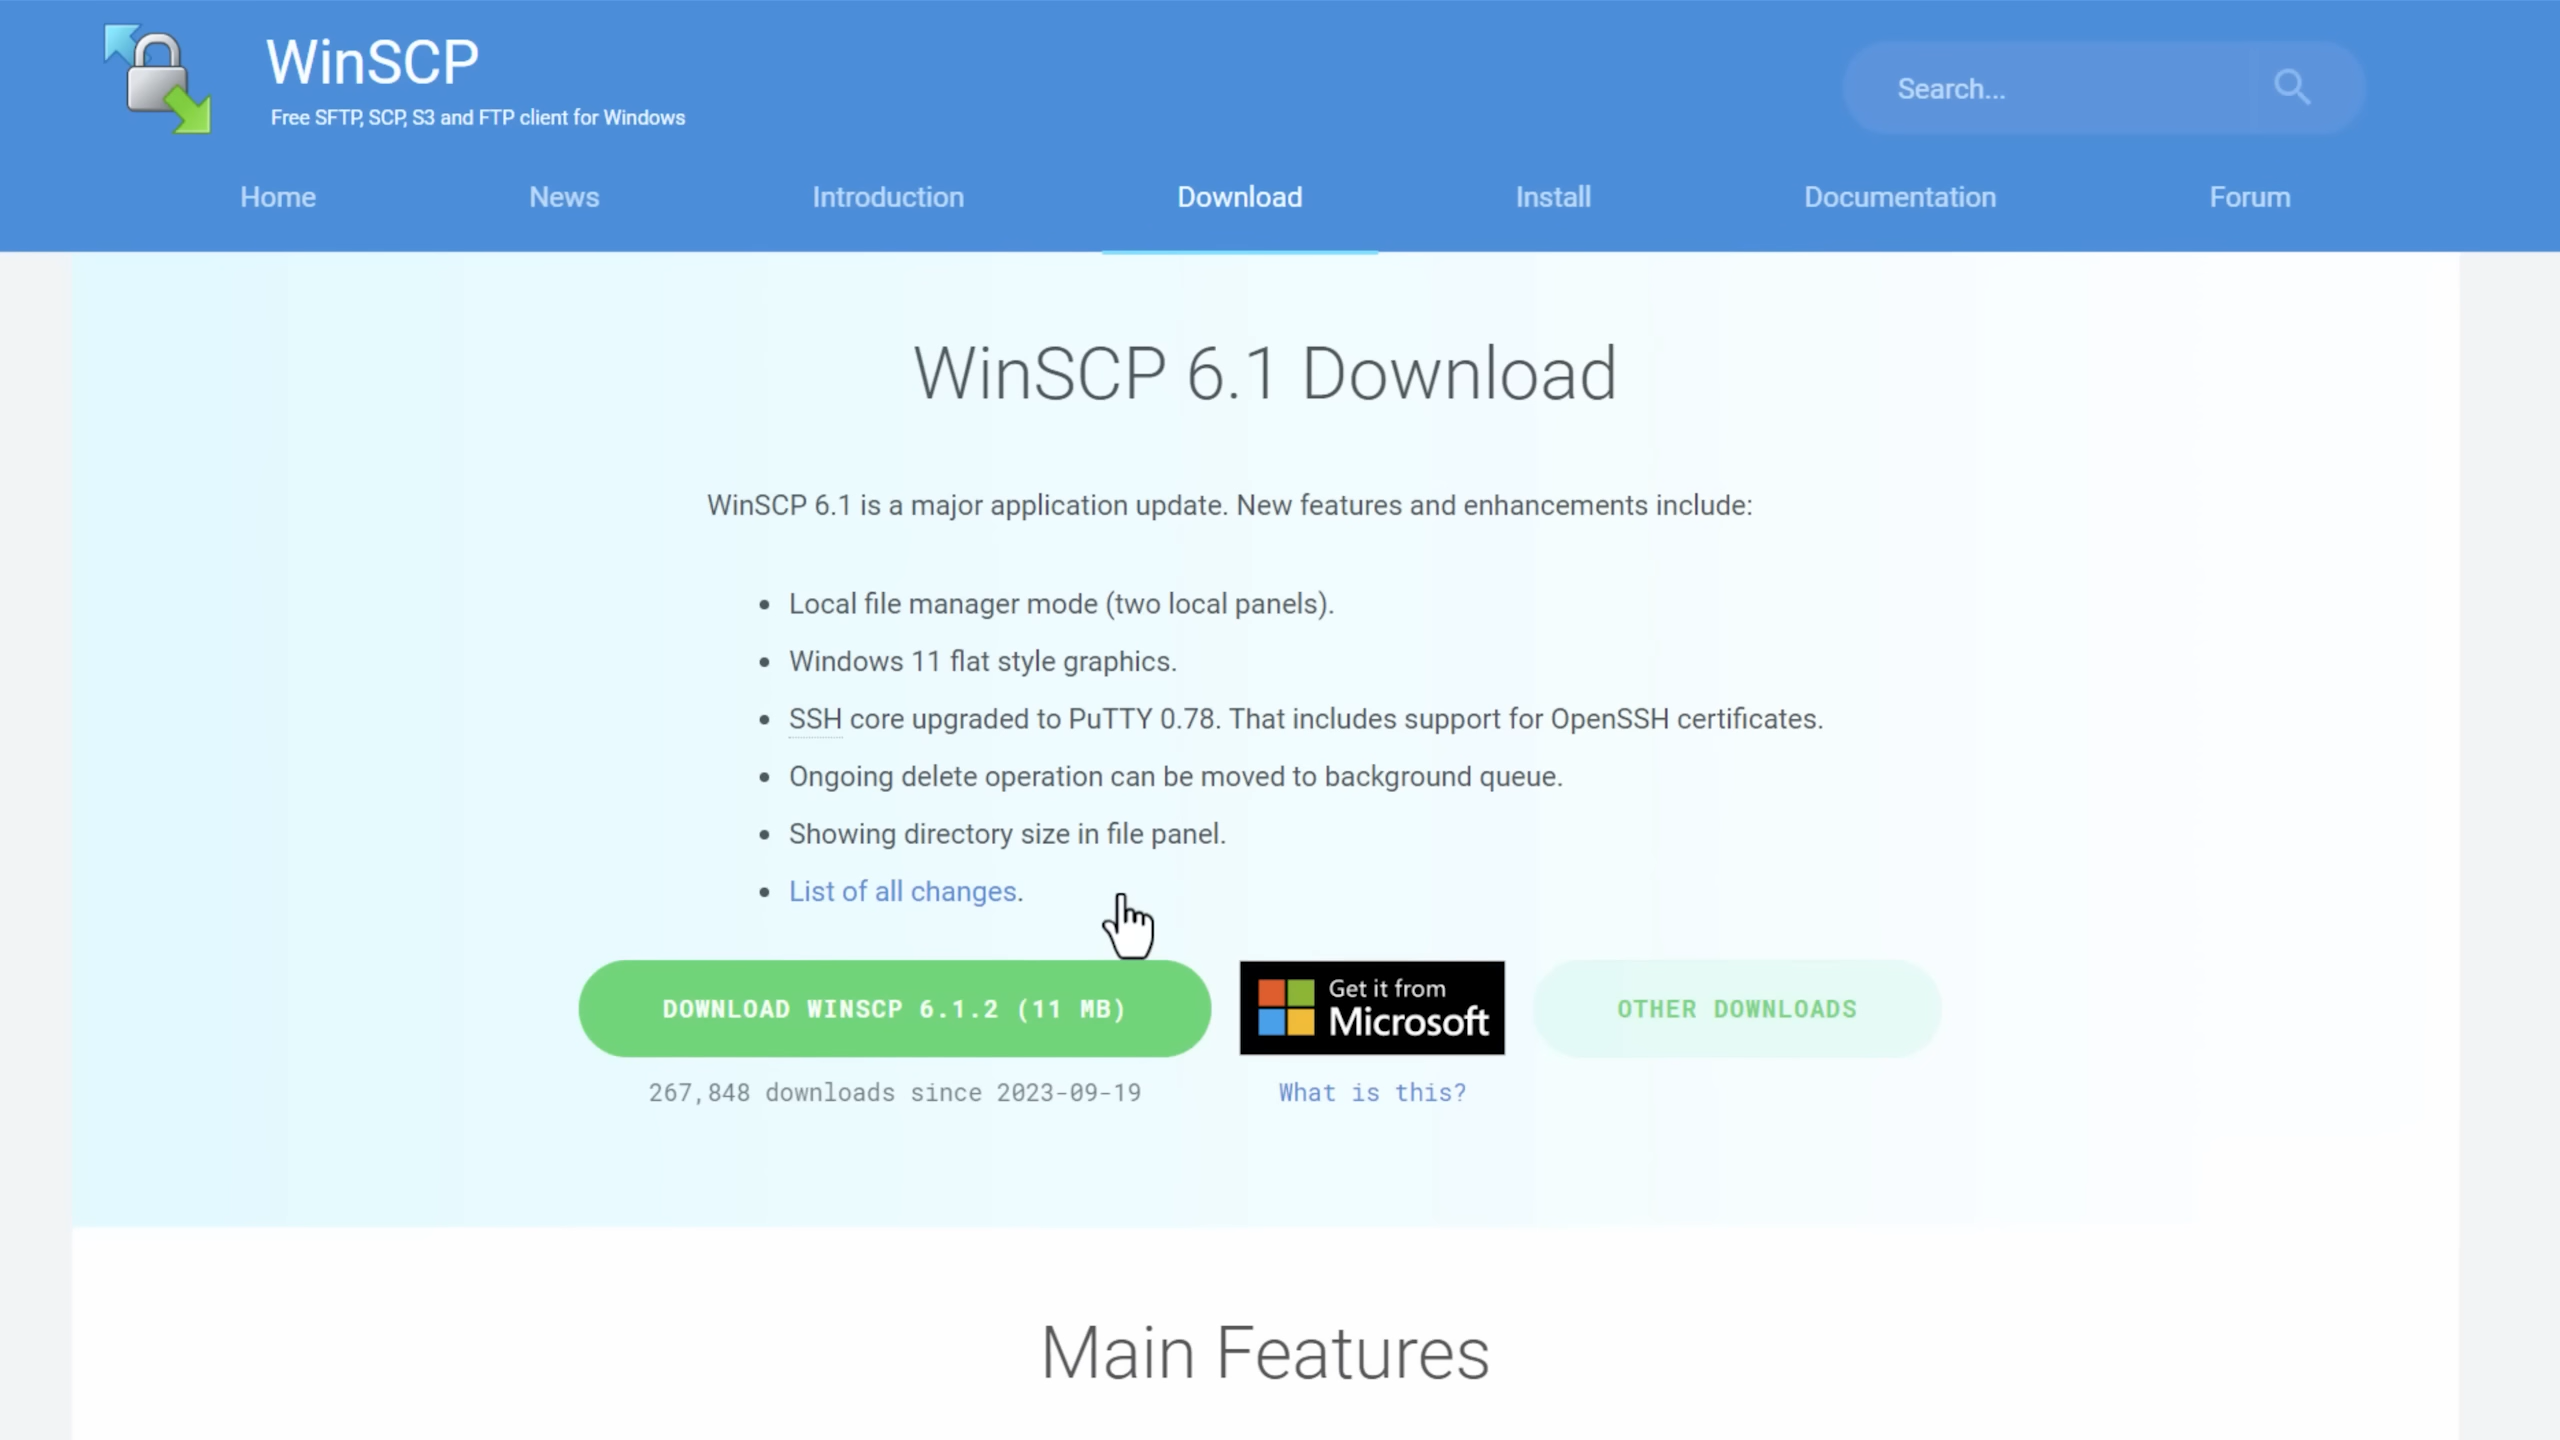 WinSCP
Free SFTP, SCP, S3 and FTP client for Windows
Search...
Home News Introduction Download Install Documentation Forum
WinSCP 6.1 Download
WinSCP 6.1 is a major application update. New features and enhancements include:
• Local file manager mode (two local panels).
• Windows 11 flat style graphics.
• SSH core upgraded to PuTTY 0.78. That includes support for OpenSSH certificates.
• Ongoing delete operation can be moved to background queue.
• Showing directory size in file panel.
• List of all changes.
DOWNLOAD WINSCP 6.1.2 (11 MB)
Get it from
Microsoft
OTHER DOWNLOADS
267,848 downloads since 2023-09-19
What is this?
Main Features